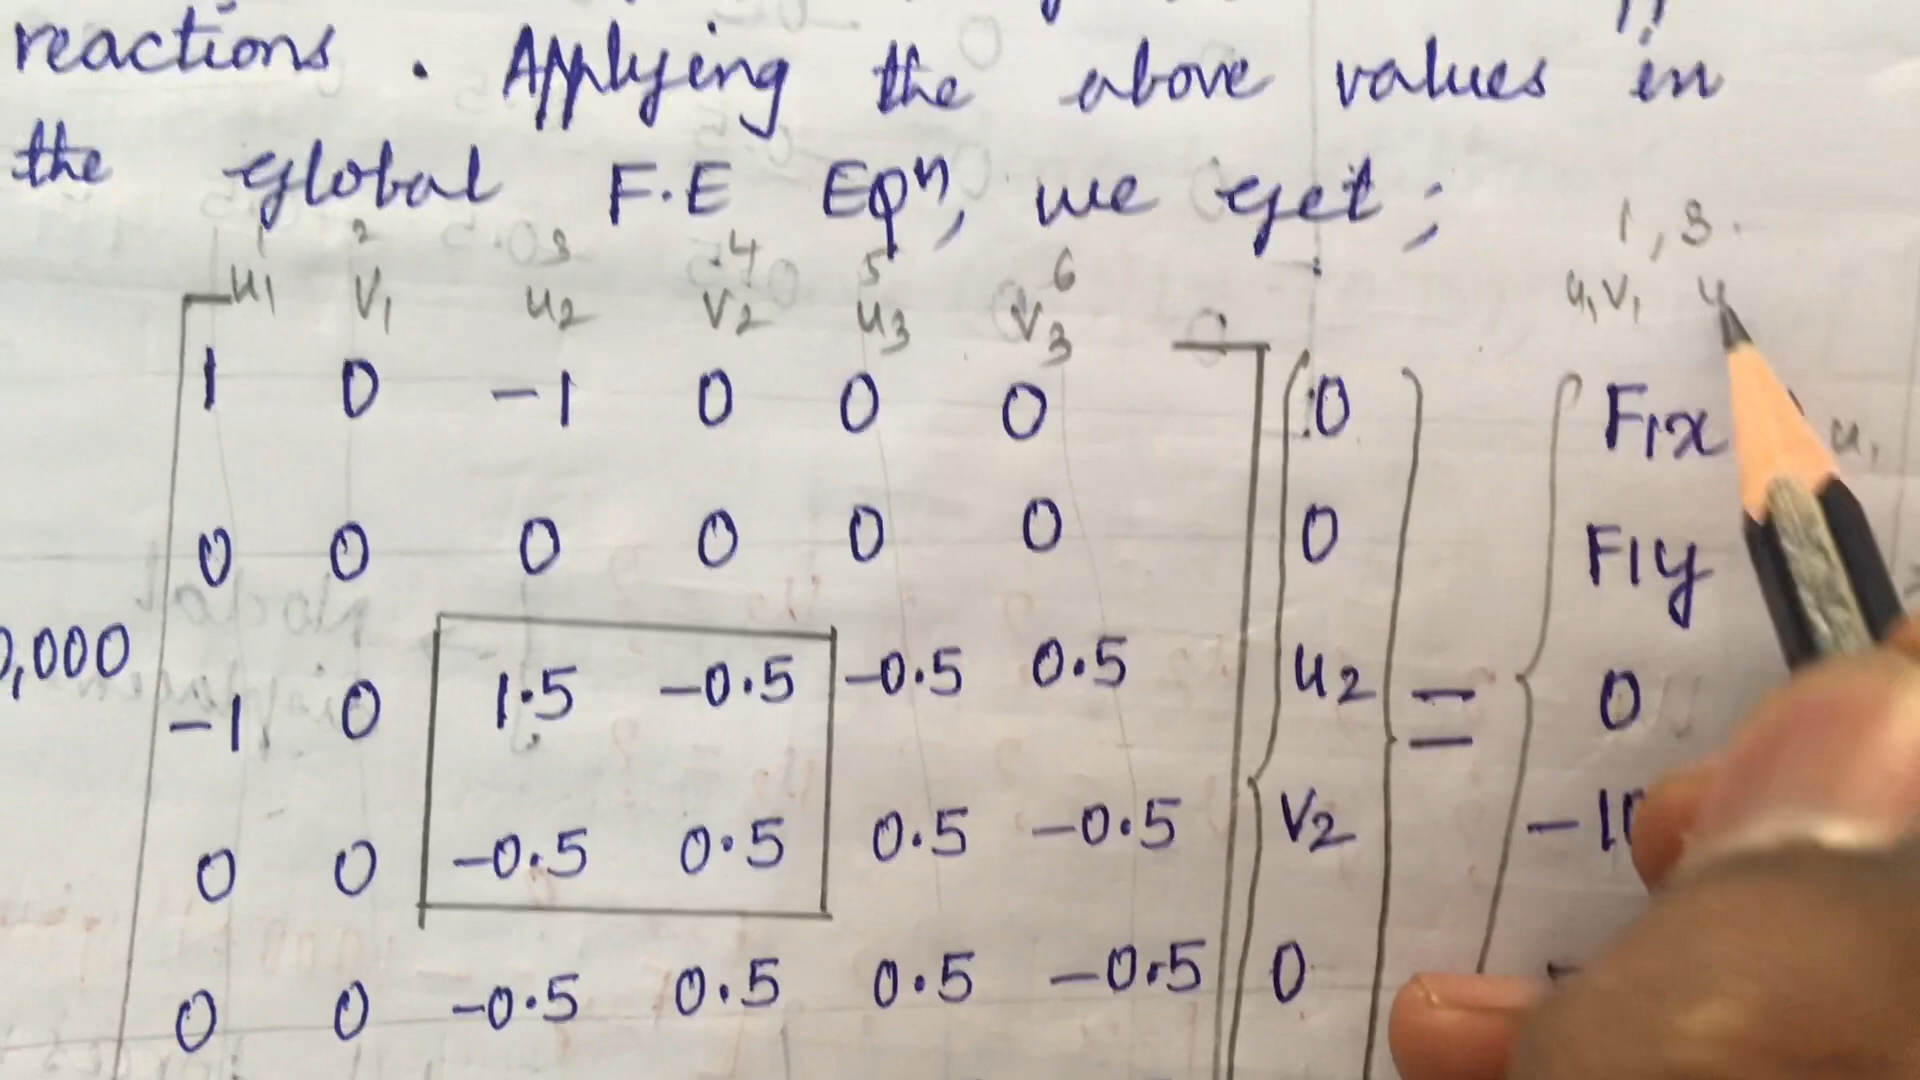 reactions . Applying the above values in
the global F.E Eqⁿ, we get ;
1 2 3 4 5 6
u1 v1 u2 v2 u3 v3
1, 3.
u, v,
1 0 -1 0 0 0 0 F1x u1
0 0 0 0 0 0 0 F1y
,000 -1 0 1.5 -0.5 -0.5 0.5 u2 = 0
0 0 -0.5 0.5 0.5 -0.5 v2
0 0 -0.5 0.5 0.5 -0.5 0